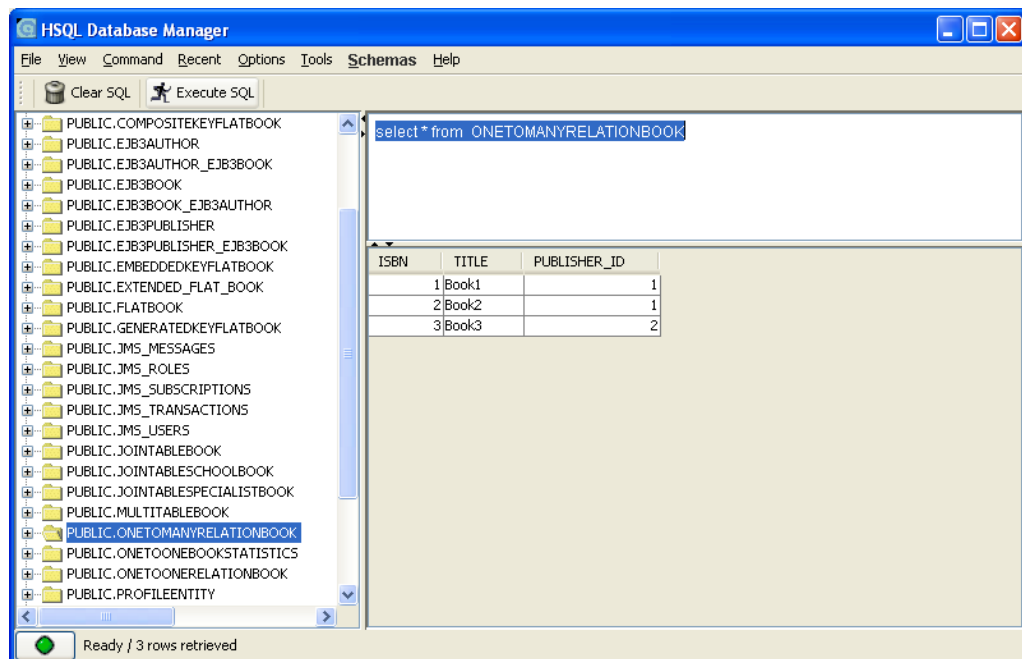 HSQL Database Manager
File View Command Recent Options Tools Schemas Help
Clear SQL Execute SQL
PUBLIC.COMPOSITEKEYFLATBOOK
PUBLIC.EJB3AUTHOR
PUBLIC.EJB3AUTHOR_EJB3BOOK
PUBLIC.EJB3BOOK
PUBLIC.EJB3BOOK_EJB3AUTHOR
PUBLIC.EJB3PUBLISHER
PUBLIC.EJB3PUBLISHER_EJB3BOOK
PUBLIC.EMBEDDEDKEYFLATBOOK
PUBLIC.EXTENDED_FLAT_BOOK
PUBLIC.FLATBOOK
PUBLIC.GENERATEDKEYFLATBOOK
PUBLIC.JMS_MESSAGES
PUBLIC.JMS_ROLES
PUBLIC.JMS_SUBSCRIPTIONS
PUBLIC.JMS_TRANSACTIONS
PUBLIC.JMS_USERS
PUBLIC.JOINTABLEBOOK
PUBLIC.JOINTABLESCHOOLBOOK
PUBLIC.JOINTABLESPECIALISTBOOK
PUBLIC.MULTITABLEBOOK
PUBLIC.ONETOMANYRELATIONBOOK
PUBLIC.ONETOONEBOOKSTATISTICS
PUBLIC.ONETOONERELATIONBOOK
PUBLIC.PROFILEENTITY
select * from ONETOMANYRELATIONBOOK
ISBN TITLE PUBLISHER_ID
1 Book1 1
2 Book2 1
3 Book3 2
Ready / 3 rows retrieved